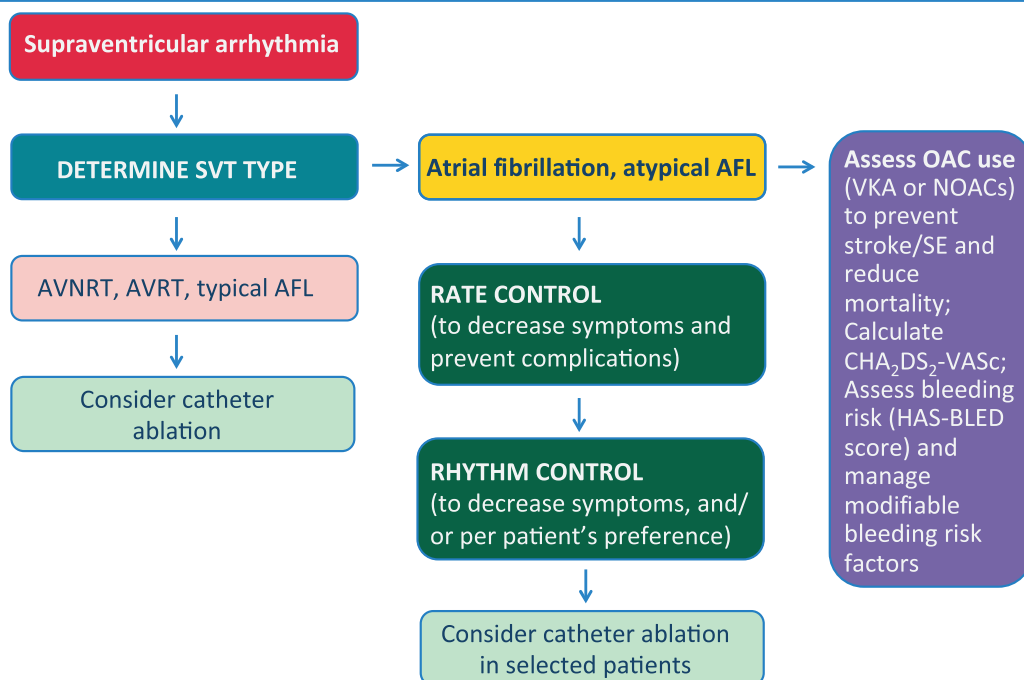 Supraventricular arrhythmia
DETERMINE SVT TYPE
AVNRT, AVRT, typical AFL
Consider catheter
ablation
Atrial fibrillation, atypical AFL
RATE CONTROL
(to decrease symptoms and
prevent complications)
RHYTHM CONTROL
(to decrease symptoms, and/
or per patient’s preference)
Consider catheter ablation
in selected patients
Assess OAC use
(VKA or NOACs)
to prevent
stroke/SE and
reduce
mortality;
Calculate
CHA₂DS₂-VASc;
Assess bleeding
risk (HAS-BLED
score) and
manage
modifiable
bleeding risk
factors